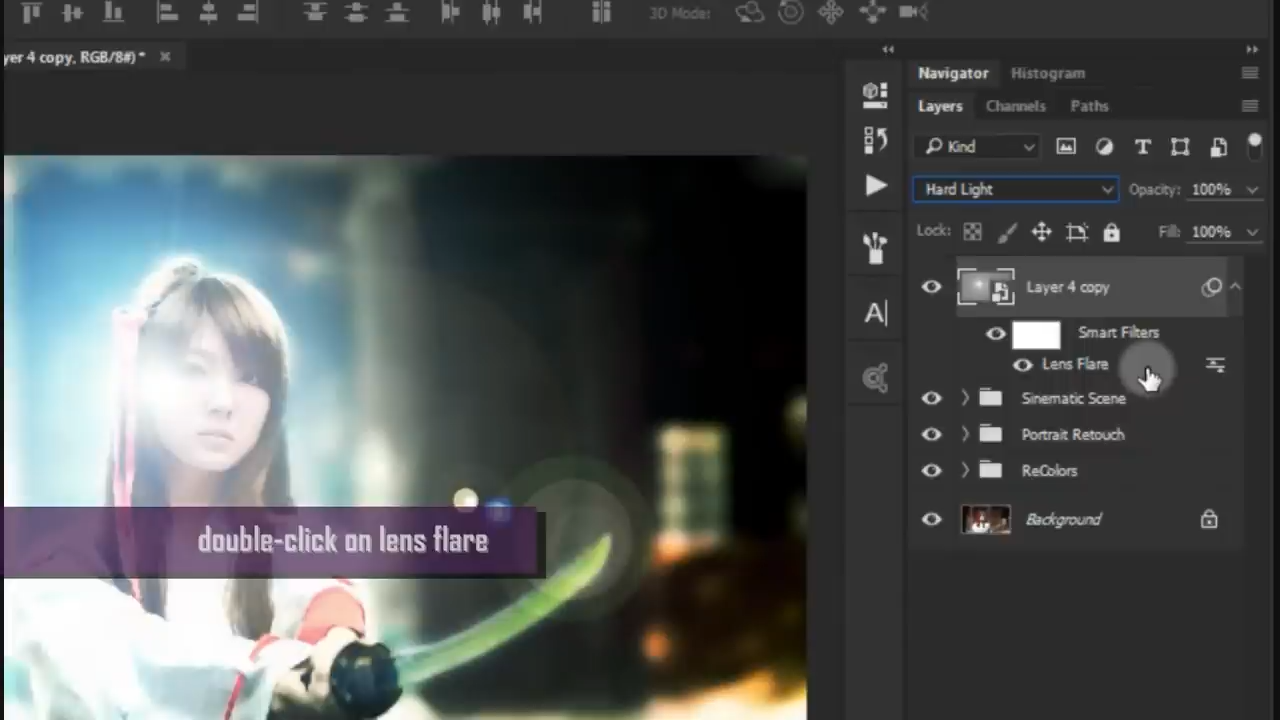 3D Mode:
yer 4 copy, RGB/8#) *
Navigator Histogram
Layers Channels Paths
Kind
Hard Light Opacity: 100%
Lock: Fill: 100%
Layer 4 copy
Smart Filters
Lens Flare
Sinematic Scene
Portrait Retouch
ReColors
Background
double-click on lens flare